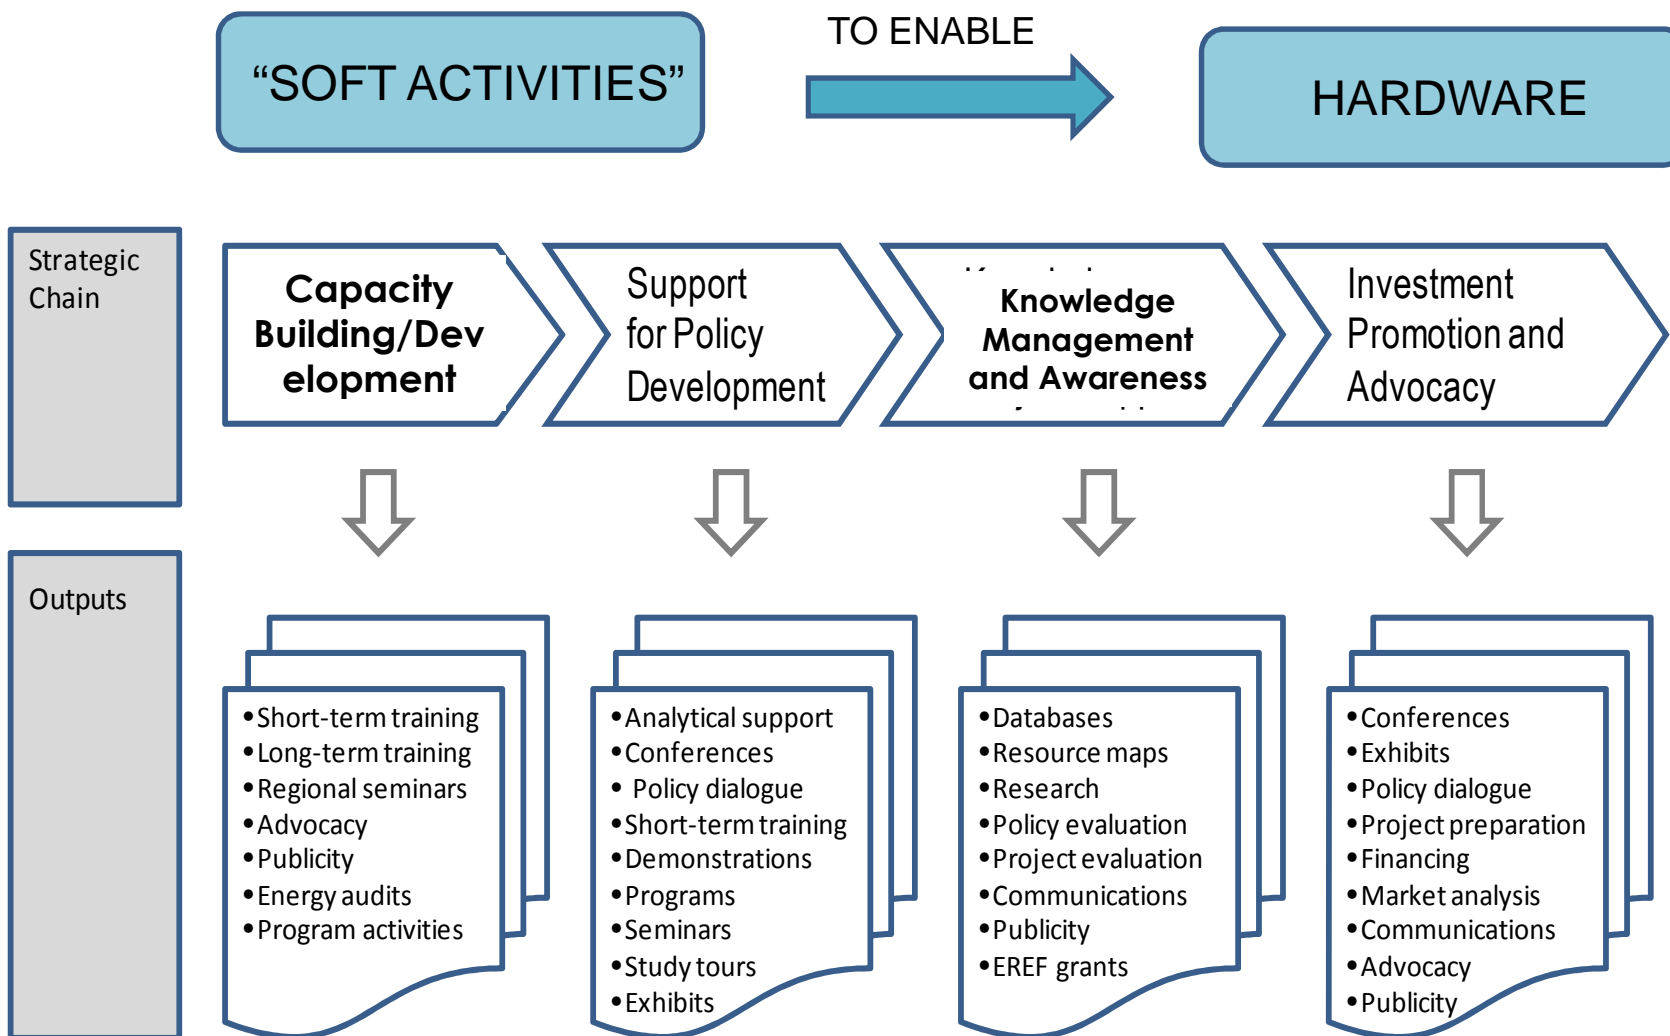 “SOFT ACTIVITIES”
TO ENABLE
HARDWARE
Strategic
Chain
Capacity
Building/Dev
elopment
Support
for Policy
Development
Knowledge
Management
and Awareness
Investment
Promotion and
Advocacy
Outputs
•Short-term training
•Long-term training
•Regional seminars
•Advocacy
•Publicity
•Energy audits
•Program activities
•Analytical support
•Conferences
• Policy dialogue
•Short-term training
•Demonstrations
•Programs
•Seminars
•Study tours
•Exhibits
•Databases
•Resource maps
•Research
•Policy evaluation
•Project evaluation
•Communications
•Publicity
•EREF grants
•Conferences
•Exhibits
•Policy dialogue
•Project preparation
•Financing
•Market analysis
•Communications
•Advocacy
•Publicity